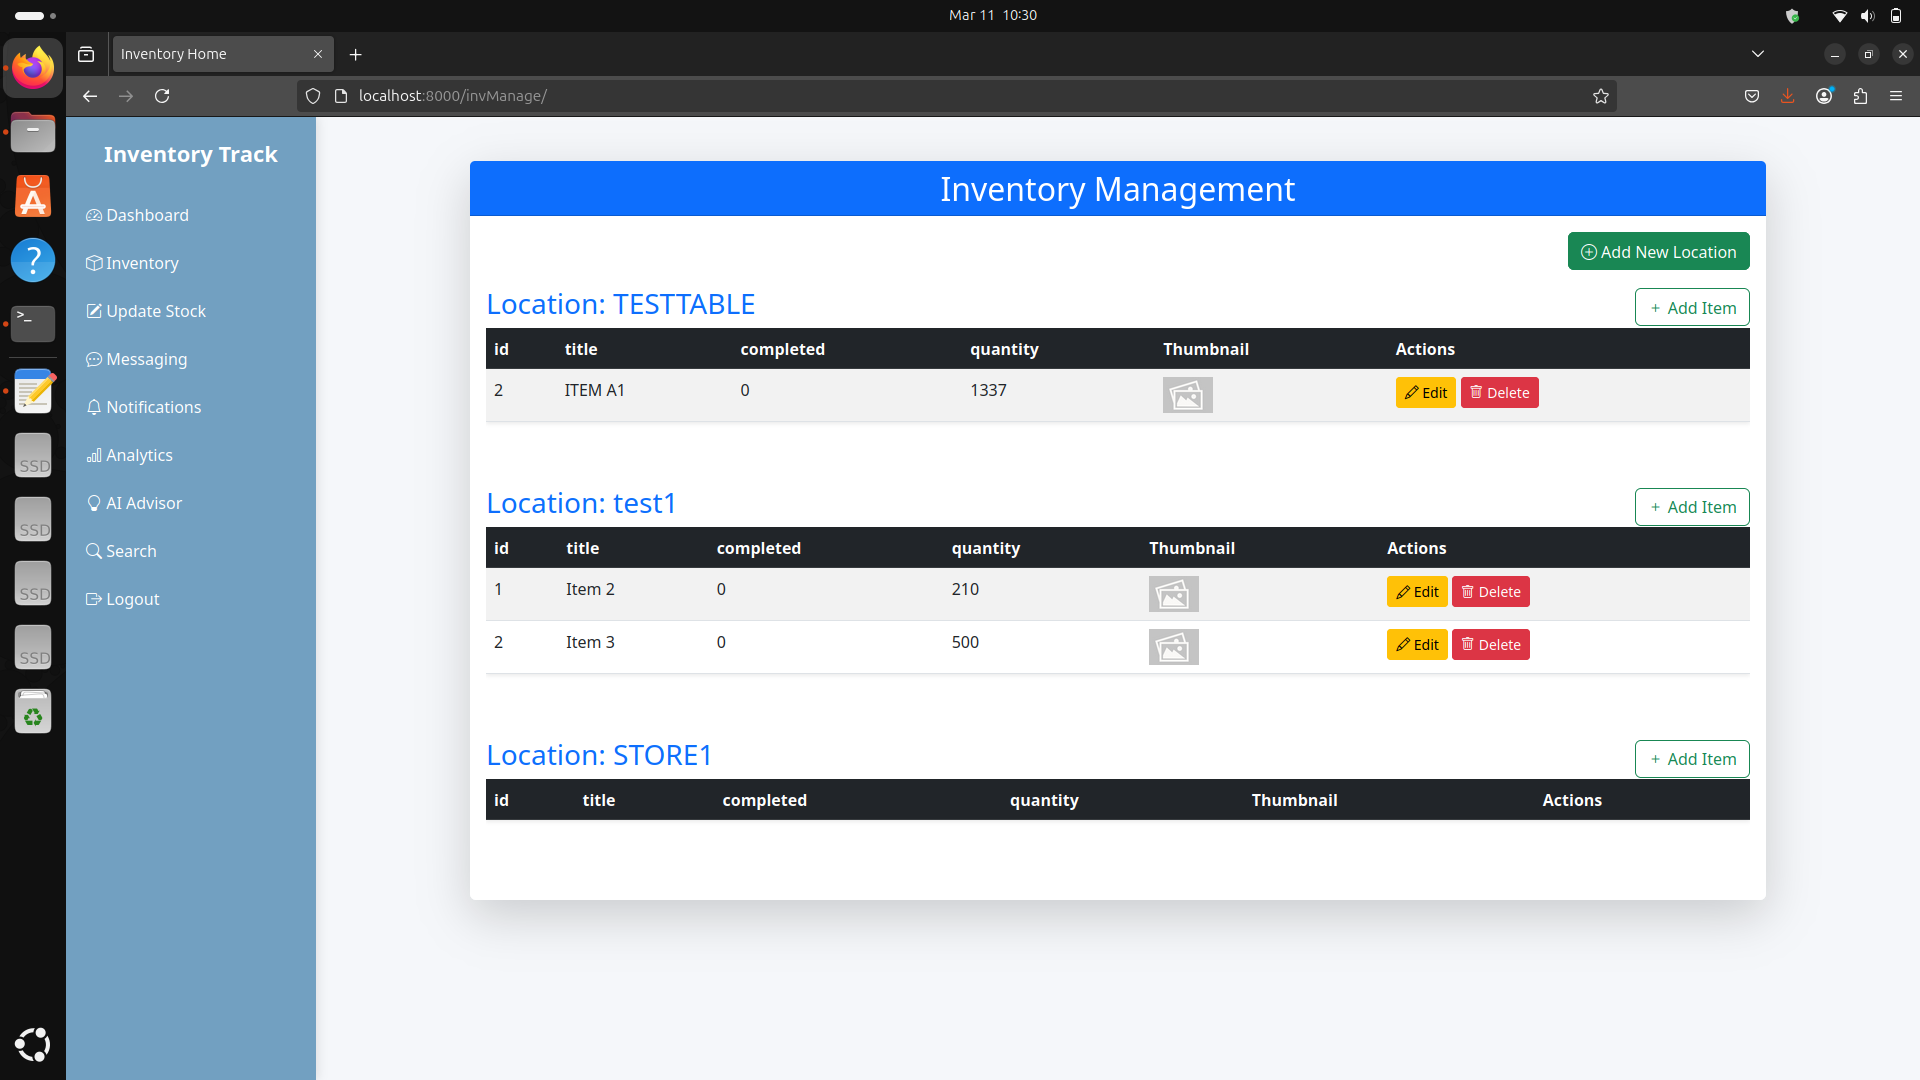 Mar 11 10:30
Inventory Home
localhost:8000/invManage/
Inventory Track
Dashboard
Inventory
Update Stock
Messaging
Notifications
Analytics
AI Advisor
Search
Logout
Inventory Management
Add New Location
Location: TESTTABLE
+ Add Item
id title completed quantity Thumbnail Actions
2 ITEM A1 0 1337 Edit Delete
Location: test1
+ Add Item
id title completed quantity Thumbnail Actions
1 Item 2 0 210 Edit Delete
2 Item 3 0 500 Edit Delete
Location: STORE1
+ Add Item
id title completed quantity Thumbnail Actions
SSD
SSD
SSD
SSD